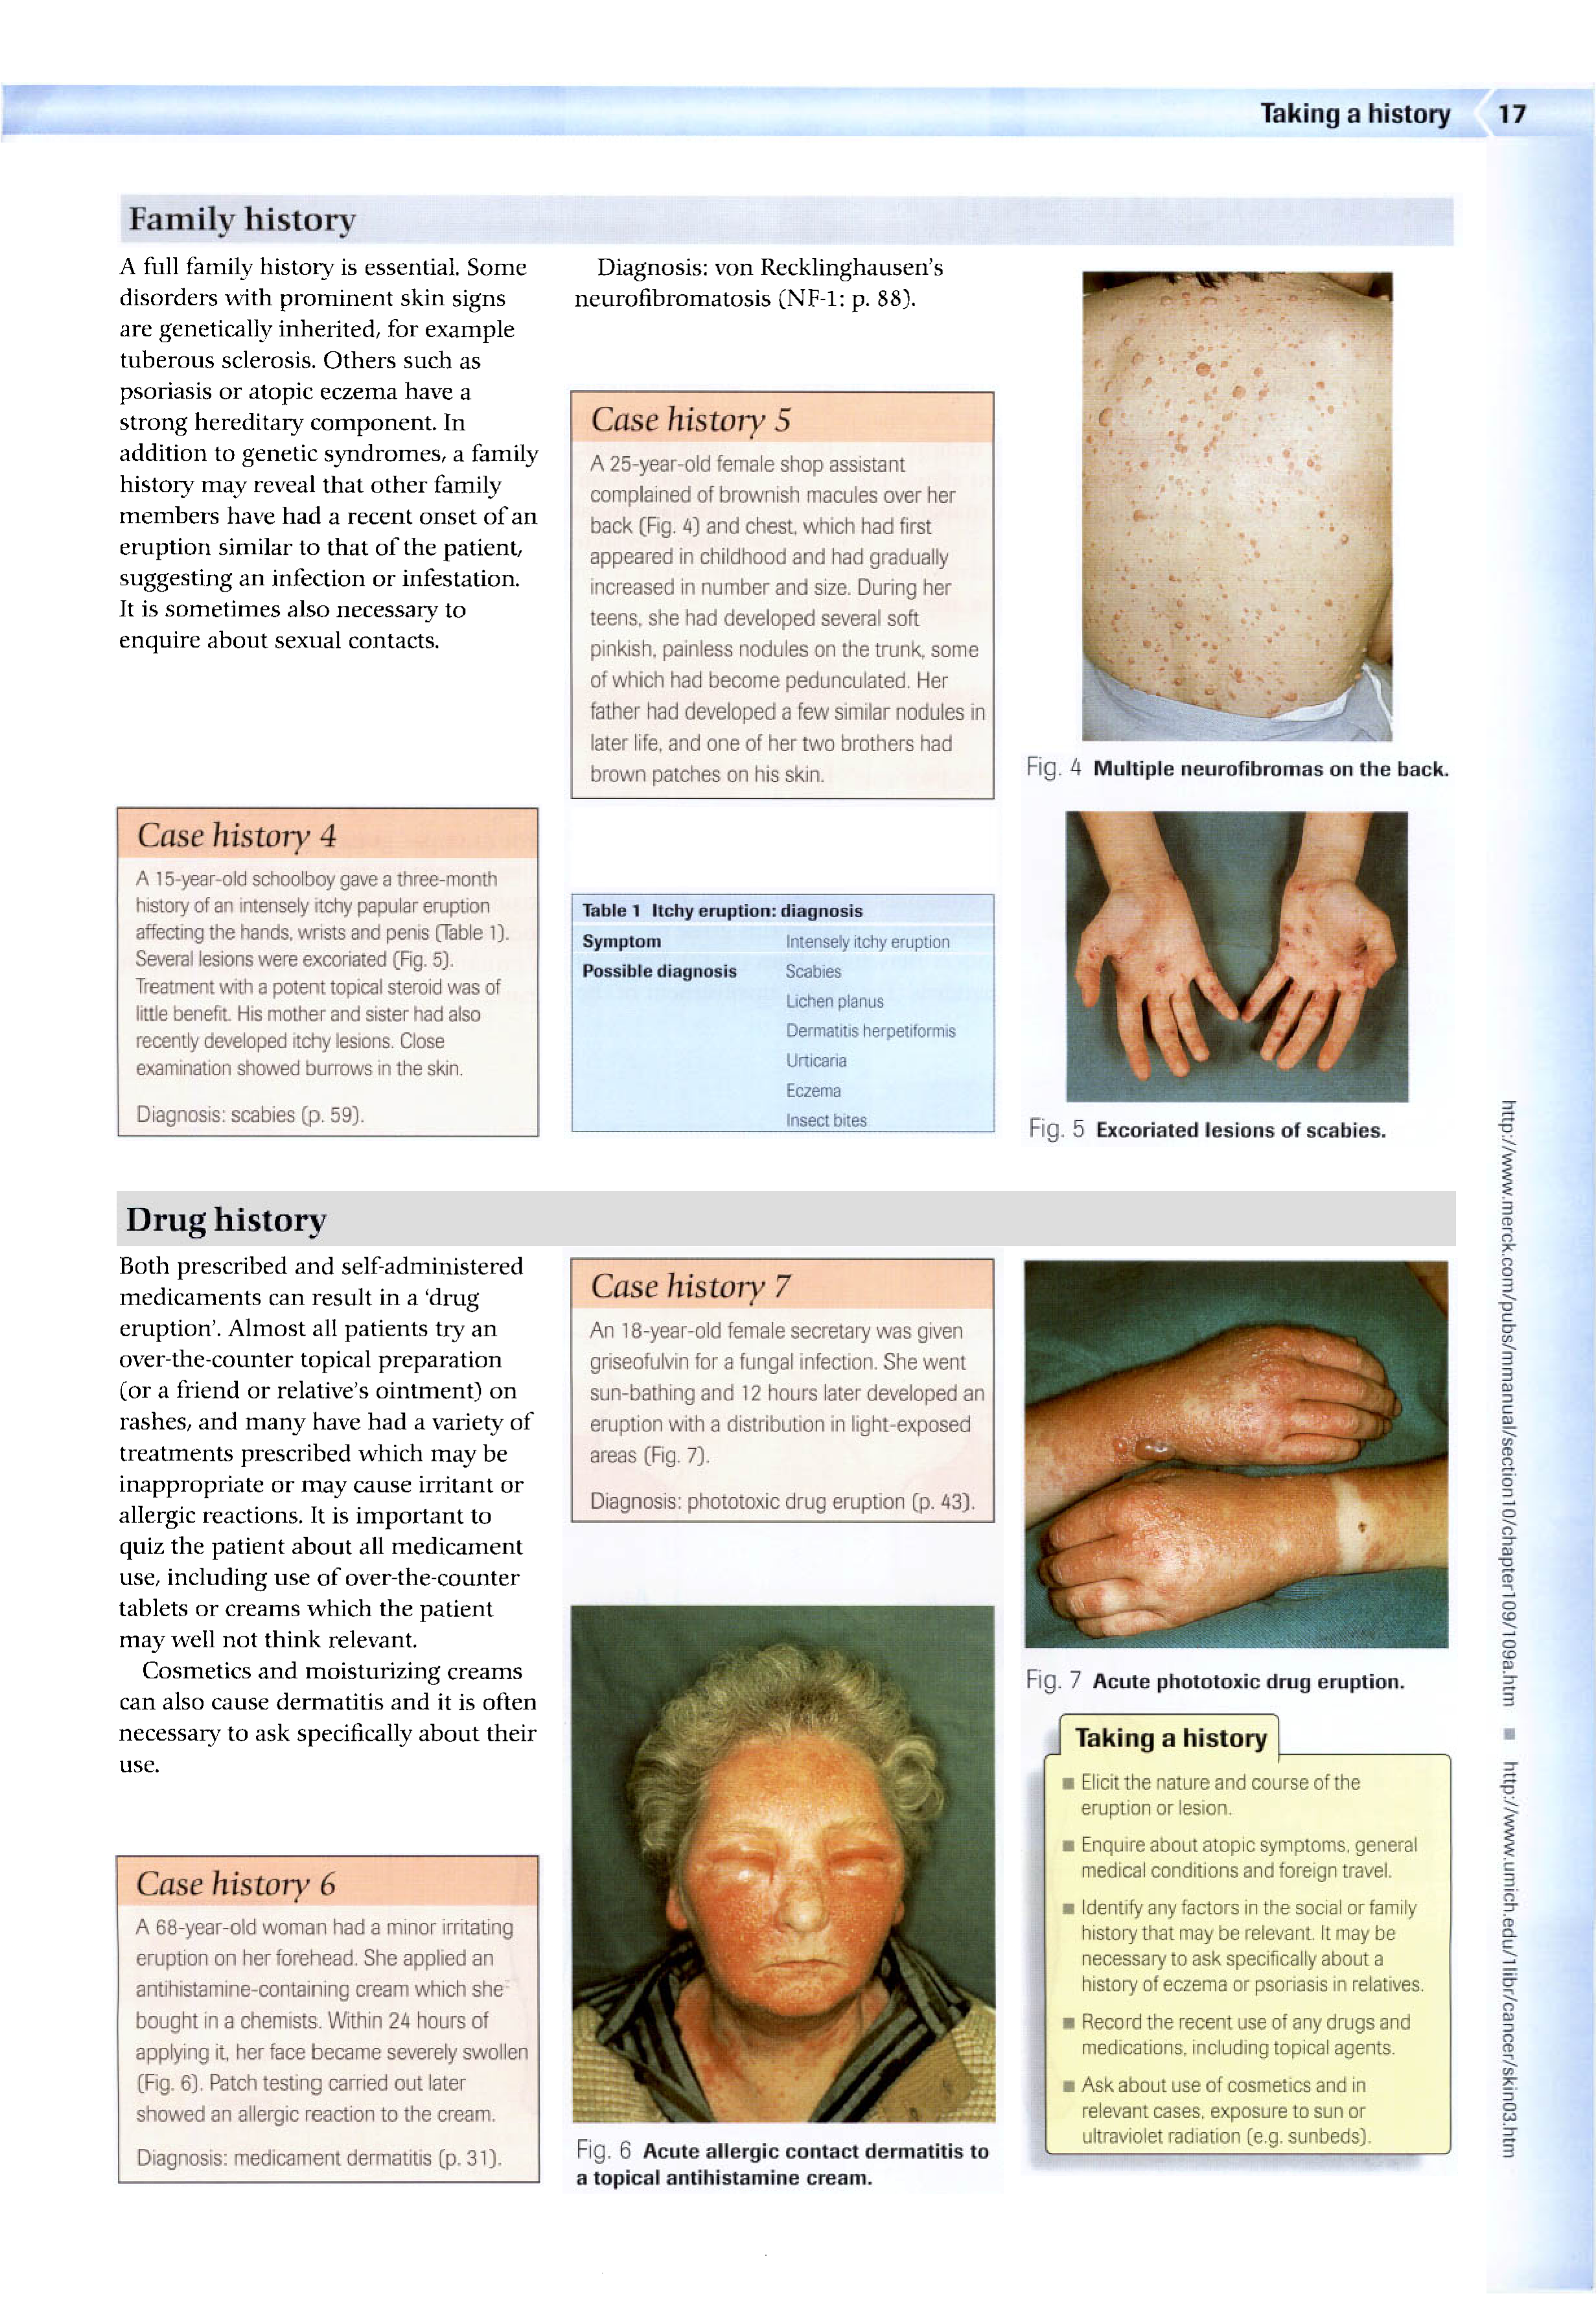 Taking a history
17
Family history
A full family history is essential. Some
disorders with prominent skin signs
are genetically inherited, for example
tuberous sclerosis. Others such as
psoriasis or atopic eczema have a
strong hereditary component. In
addition to genetic syndromes, a family
history may reveal that other family
members have had a recent onset of an
eruption similar to that of the patient,
suggesting an infection or infestation.
It is sometimes also necessary to
enquire about sexual contacts.
Case history 4
A 15-year-old schoolboy gave a three-month
history of an intensely itchy papular eruption
affecting the hands, wrists and penis (Table 1).
Several lesions were excoriated (Fig. 5).
Treatment with a potent topical steroid was of
little benefit. His mother and sister had also
recently developed itchy lesions. Close
examination showed burrows in the skin.
Diagnosis: scabies (p. 59).
Diagnosis: von Recklinghausen's
neurofibromatosis (NF-1: p. 88).
Case history 5
A 25-year-old female shop assistant
complained of brownish macules over her
back (Fig. 4) and chest, which had first
appeared in childhood and had gradually
increased in number and size. During her
teens, she had developed several soft
pinkish, painless nodules on the trunk, some
of which had become pedunculated. Her
father had developed a few similar nodules in
later life, and one of her two brothers had
brown patches on his skin.
Table 1 Itchy eruption: diagnosis
Symptom Intensely itchy eruption
Possible diagnosis Scabies
Lichen planus
Dermatitis herpetiformis
Urticaria
Eczema
Insect bites
Fig. 4 Multiple neurofibromas on the back.
Fig. 5 Excoriated lesions of scabies.
Drug history
Both prescribed and self-administered
medicaments can result in a 'drug
eruption'. Almost all patients try an
over-the-counter topical preparation
(or a friend or relative's ointment) on
rashes, and many have had a variety of
treatments prescribed which may be
inappropriate or may cause irritant or
allergic reactions. It is important to
quiz the patient about all medicament
use, including use of over-the-counter
tablets or creams which the patient
may well not think relevant.
Cosmetics and moisturizing creams
can also cause dermatitis and it is often
necessary to ask specifically about their
use.
Case history 6
A 68-year-old woman had a minor irritating
eruption on her forehead. She applied an
antihistamine-containing cream which she
bought in a chemists. Within 24 hours of
applying it, her face became severely swollen
(Fig. 6). Patch testing carried out later
showed an allergic reaction to the cream.
Diagnosis: medicament dermatitis (p. 31).
Case history 7
An 18-year-old female secretary was given
griseofulvin for a fungal infection. She went
sun-bathing and 12 hours later developed an
eruption with a distribution in light-exposed
areas (Fig. 7).
Diagnosis: phototoxic drug eruption (p. 43).
Fig. 6 Acute allergic contact dermatitis to
a topical antihistamine cream.
Fig. 7 Acute phototoxic drug eruption.
Taking a history
■ Elicit the nature and course of the
eruption or lesion.
■ Enquire about atopic symptoms, general
medical conditions and foreign travel.
■ Identify any factors in the social or family
history that may be relevant. It may be
necessary to ask specifically about a
history of eczema or psoriasis in relatives.
■ Record the recent use of any drugs and
medications, including topical agents.
■ Ask about use of cosmetics and in
relevant cases, exposure to sun or
ultraviolet radiation (e.g. sunbeds).
http://www.merck.com/pubs/mmanual/section10/chapter109/109a.htm ■ http://www.umich.edu/1libr/cancer/skin03.htm